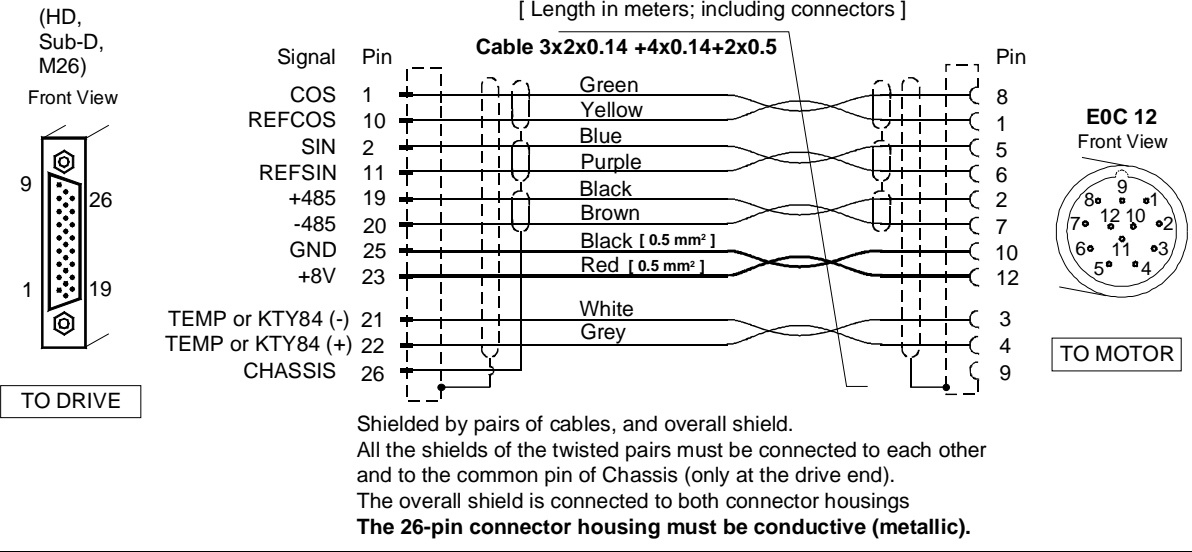 [ Length in meters; including connectors ]
(HD,
Sub-D,
M26)
Front View
9
26
1
19
TO DRIVE
Cable 3x2x0.14 +4x0.14+2x0.5
Signal Pin Pin
COS 1 Green 8
REFCOS 10 Yellow 1
SIN 2 Blue 5
REFSIN 11 Purple 6
+485 19 Black 2
-485 20 Brown 7
GND 25 Black [ 0.5 mm² ] 10
+8V 23 Red [ 0.5 mm² ] 12
TEMP or KTY84 (-) 21 White 3
TEMP or KTY84 (+) 22 Grey 4
CHASSIS 26 9
E0C 12
Front View
9
8 1
12 10
7 2
6 11 3
5 4
TO MOTOR
Shielded by pairs of cables, and overall shield.
All the shields of the twisted pairs must be connected to each other
and to the common pin of Chassis (only at the drive end).
The overall shield is connected to both connector housings
The 26-pin connector housing must be conductive (metallic).